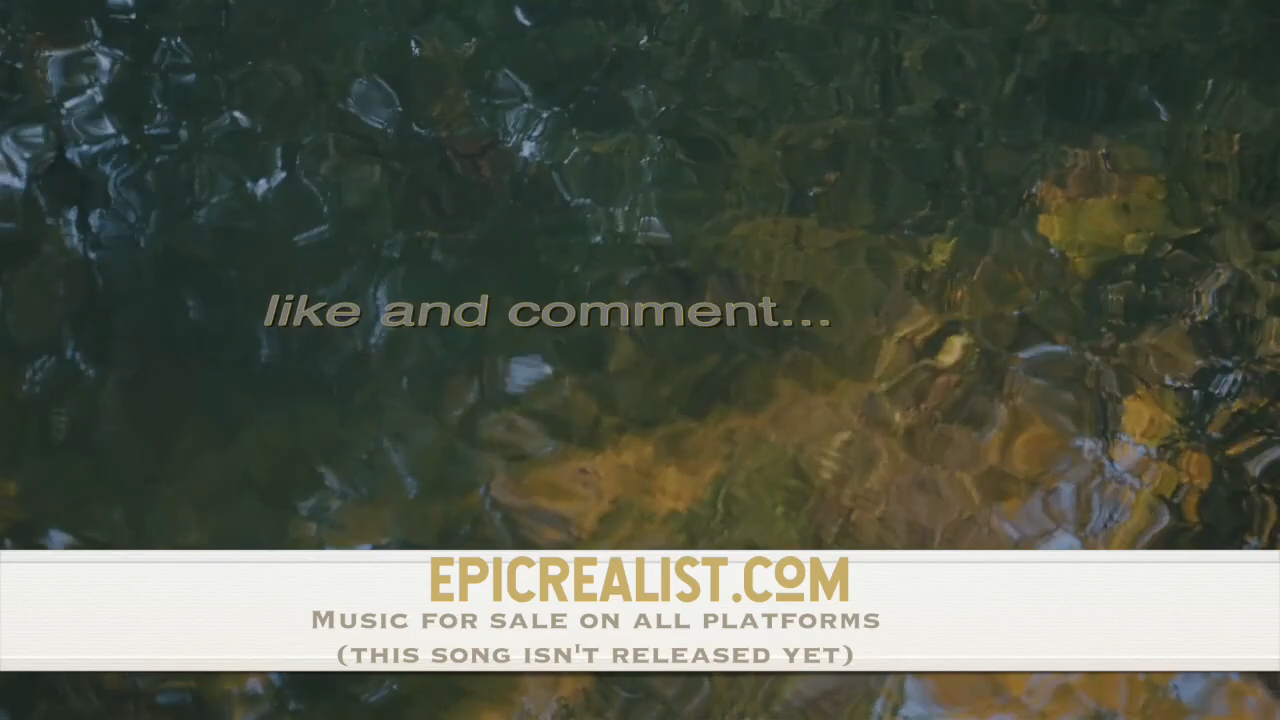 like and comment...
EPICREALIST.COM
MUSIC FOR SALE ON ALL PLATFORMS
(THIS SONG ISN'T RELEASED YET)